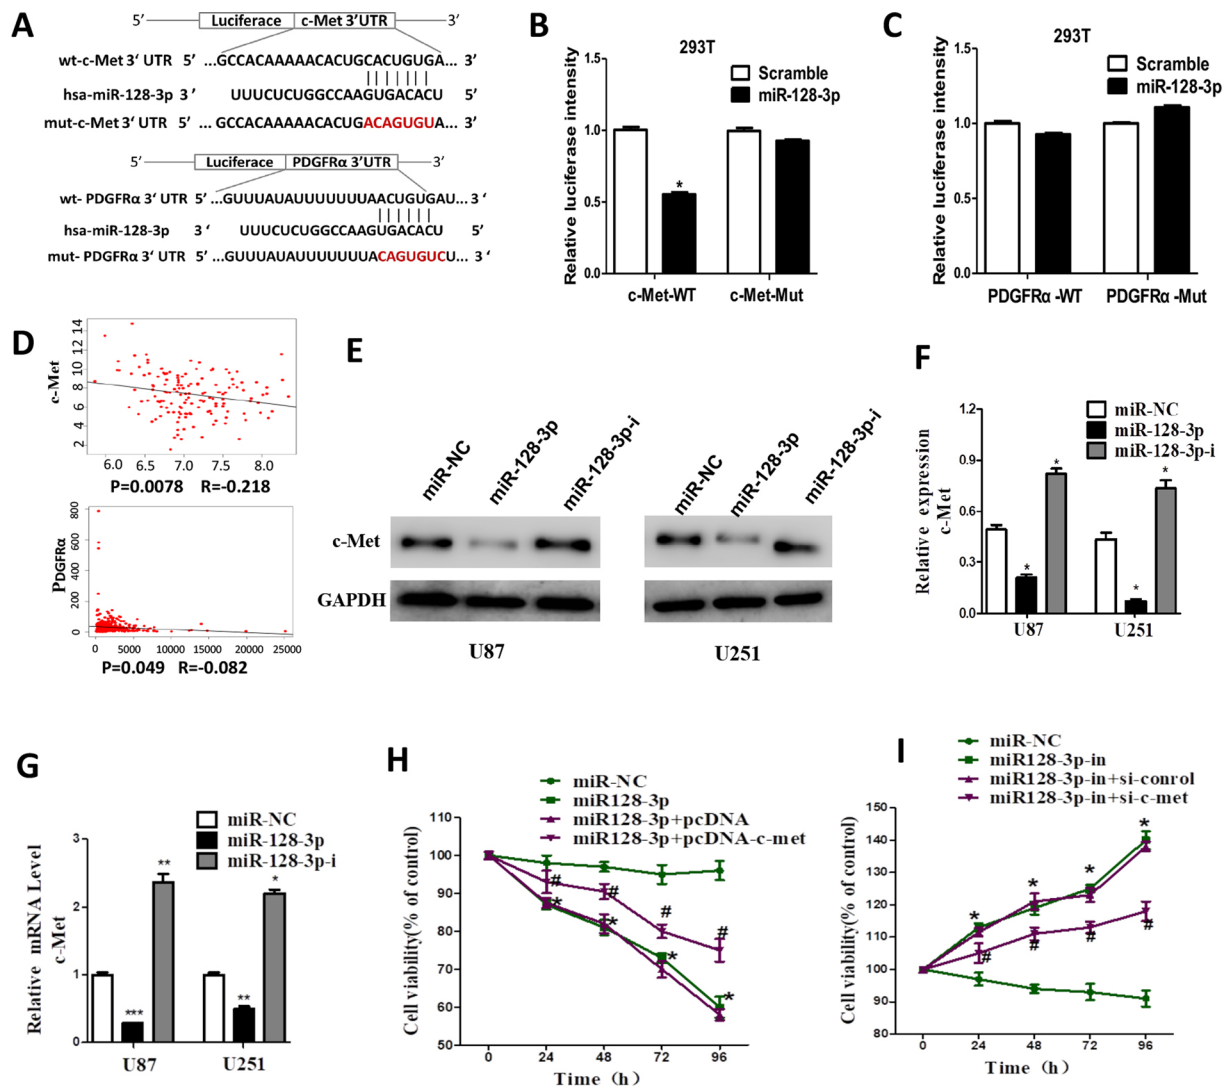 A
5’ Luciferace c-Met 3’UTR 3’
wt-c-Met 3‘ UTR 5’ ...GCCACAAAAACACUGCACUGUGA... 3’
hsa-miR-128-3p 3 ’ UUUCUCUGGCCAAGUGACACU 5’
mut-c-Met 3‘ UTR 5’ ...GCCACAAAAACACUGACAGUGUA... 3’
5’ Luciferace PDGFRα 3’UTR 3’
wt- PDGFRα 3‘ UTR 5’ ...GUUUAUAUUUUUUUAACUGUGAU... 3 ‘
hsa-miR-128-3p 3 ‘ UUUCUCUGGCCAAGUGACACU 5’
mut- PDGFRα 3‘ UTR 5’ ...GUUUAUAUUUUUUUACAGUGUCU... 3 ‘
B
293T
Scramble
miR-128-3p
Relative luciferase intensity
1.5
1.0
0.5
0.0
*
c-Met-WT c-Met-Mut
C
293T
Scramble
miR-128-3p
Relative luciferase intensity
1.5
1.0
0.5
0.0
PDGFRα -WT PDGFRα -Mut
D
c-Met
14
12
10
8
6
4
2
6.0 6.5 7.0 7.5 8.0
P=0.0078 R=-0.218
PDGFRα
800
600
400
200
0
0 5000 10000 15000 20000 25000
P=0.049 R=-0.082
E
miR-NC miR-128-3p miR-128-3p-i miR-NC miR-128-3p miR-128-3p-i
c-Met
GAPDH
U87 U251
F
miR-NC
miR-128-3p
miR-128-3p-i
Relative expression
c-Met
1.2
0.9
0.6
0.3
0.0
* * * *
U87 U251
G
miR-NC
miR-128-3p
miR-128-3p-i
Relative mRNA Level
c-Met
3
2
1
0
*** ** ** *
U87 U251
H
miR-NC
miR128-3p
miR128-3p+pcDNA
miR128-3p+pcDNA-c-met
Cell viability(% of control)
110
100
90
80
70
60
50
# # # #
* * * *
0 24 48 72 96
Time（h）
I
miR-NC
miR128-3p-in
miR128-3p-in+si-conrol
miR128-3p-in+si-c-met
Cell viability(% of control)
150
140
130
120
110
100
90
80
* * * *
# # # #
0 24 48 72 96
Time（h）